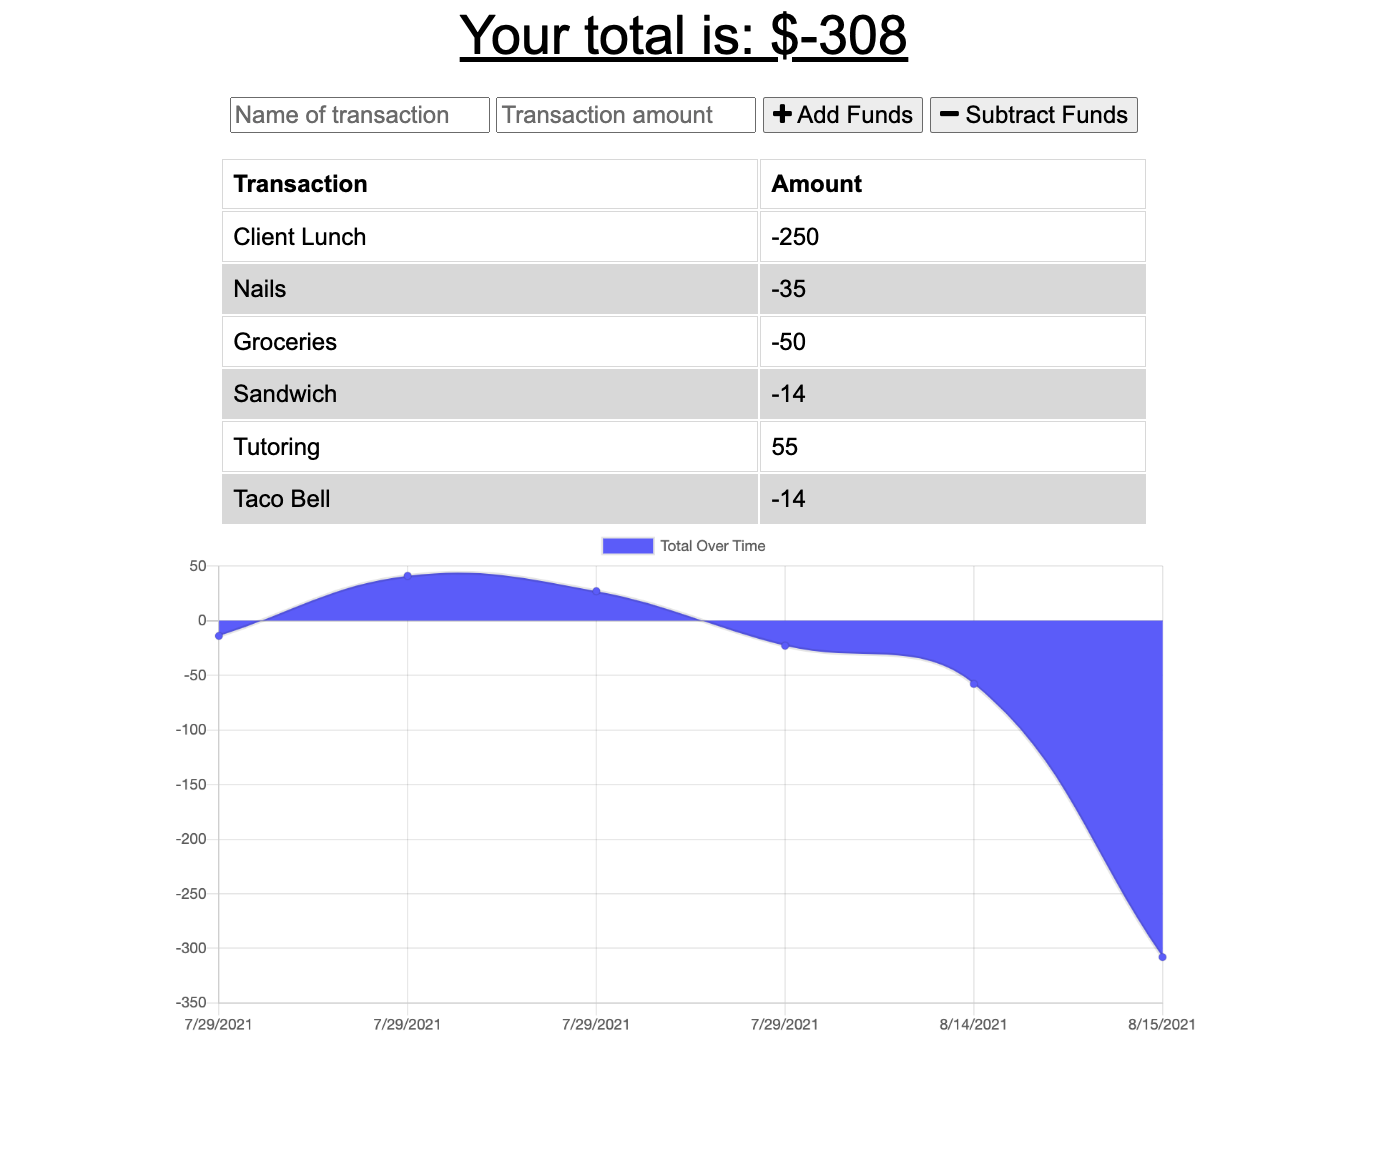 Your total is: $-308
Name of transaction Transaction amount Add Funds Subtract Funds
Transaction Amount
Client Lunch -250
Nails -35
Groceries -50
Sandwich -14
Tutoring 55
Taco Bell -14
Total Over Time
50
0
-50
-100
-150
-200
-250
-300
-350
7/29/2021 7/29/2021 7/29/2021 7/29/2021 8/14/2021 8/15/2021